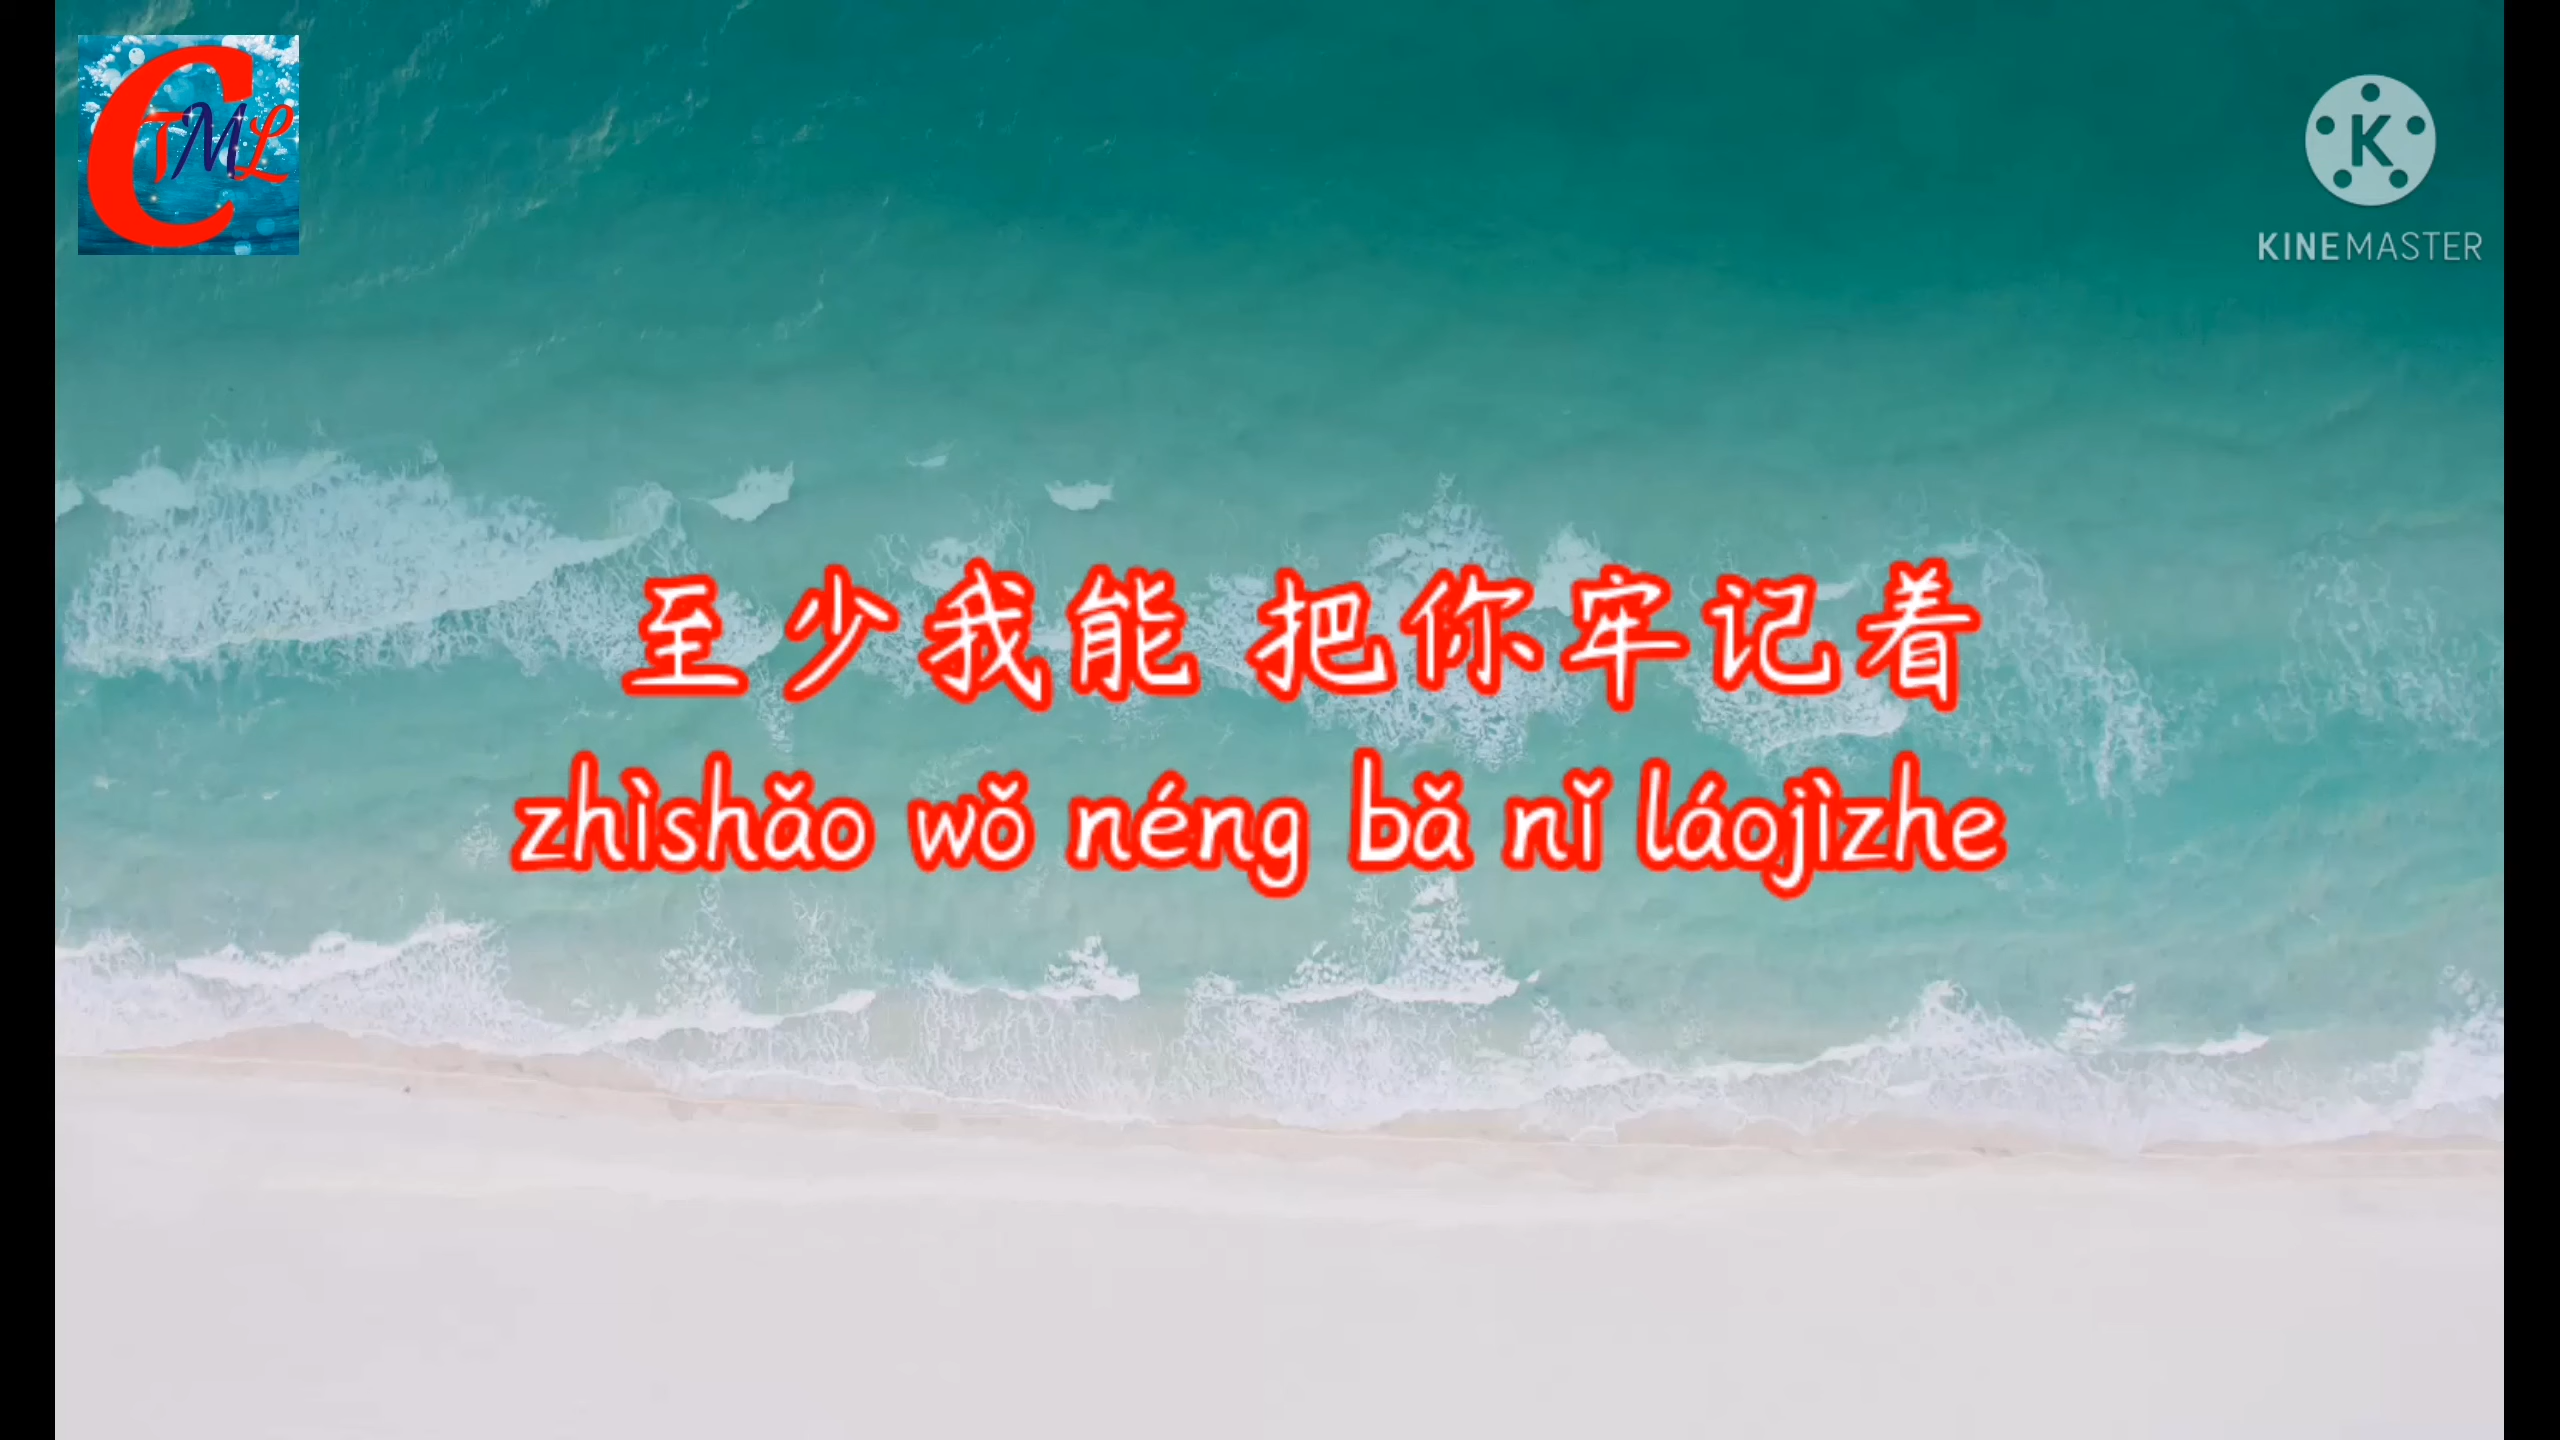 CTML
KINEMASTER
至少我能 把你牢记着
zhìshǎo wǒ néng bǎ nǐ láojìzhe